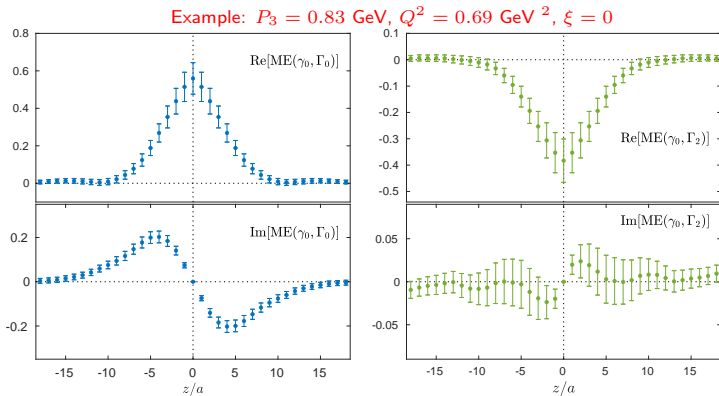 Example: P₃ = 0.83 GeV, Q² = 0.69 GeV ², ξ = 0
0.8
0.6
0.4
0.2
0
Re[ME(γ₀, Γ₀)]
0.1
0
-0.1
-0.2
-0.3
-0.4
-0.5
Re[ME(γ₀, Γ₂)]
0.2
0
-0.2
Im[ME(γ₀, Γ₀)]
-15 -10 -5 0 5 10 15
z/a
0.05
0
-0.05
Im[ME(γ₀, Γ₂)]
-15 -10 -5 0 5 10 15
z/a